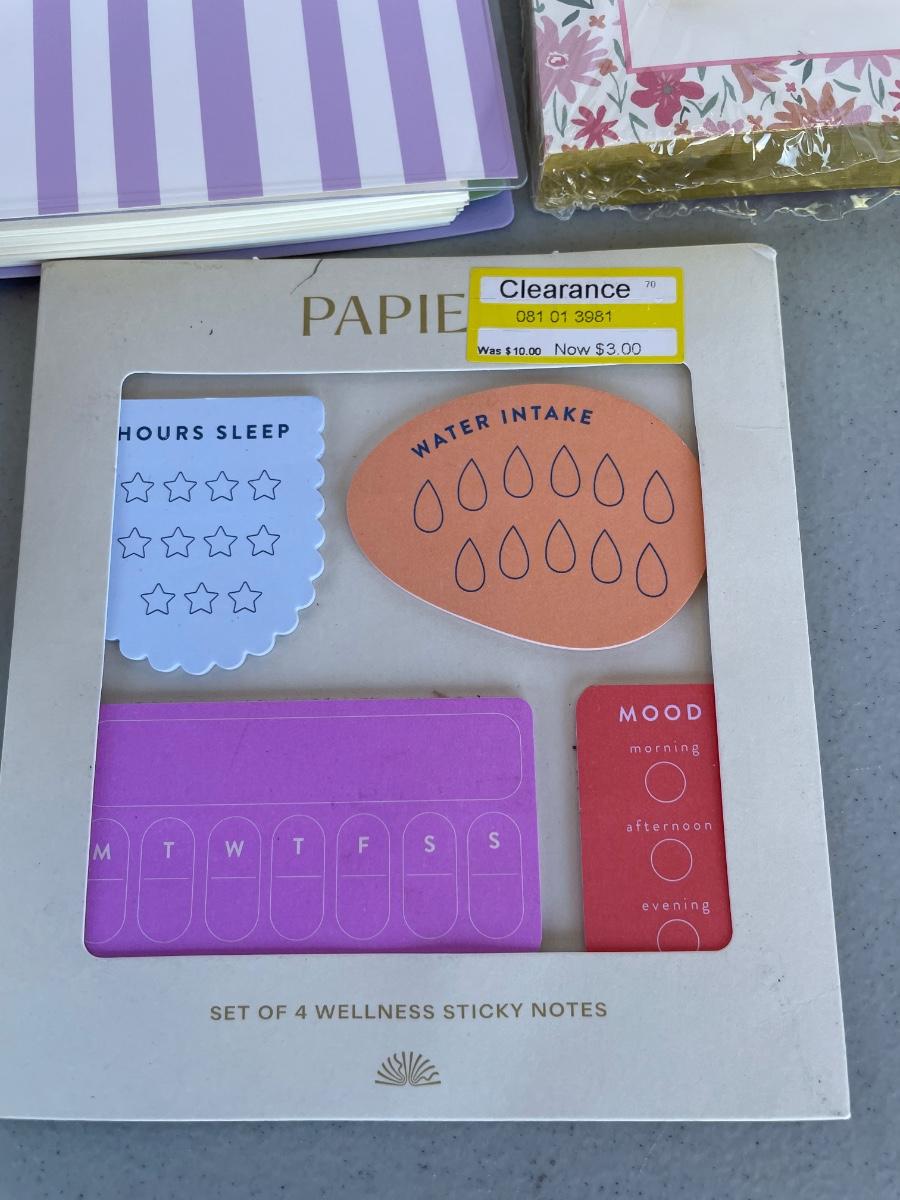 PAPIE
Clearance 70
081 01 3981
Was $10.00 Now $3.00
HOURS SLEEP
WATER INTAKE
M T W T F S S
MOOD
morning
afternoon
evening
SET OF 4 WELLNESS STICKY NOTES